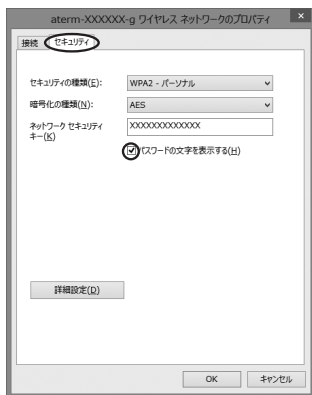 aterm-XXXXXX-g ワイヤレス ネットワークのプロパティ ×
接続 セキュリティ
セキュリティの種類(E): WPA2 - パーソナル
暗号化の種類(N): AES
ネットワーク セキュリティ XXXXXXXXXXXXX
キー(K)
パスワードの文字を表示する(H)
詳細設定(D)
OK キャンセル